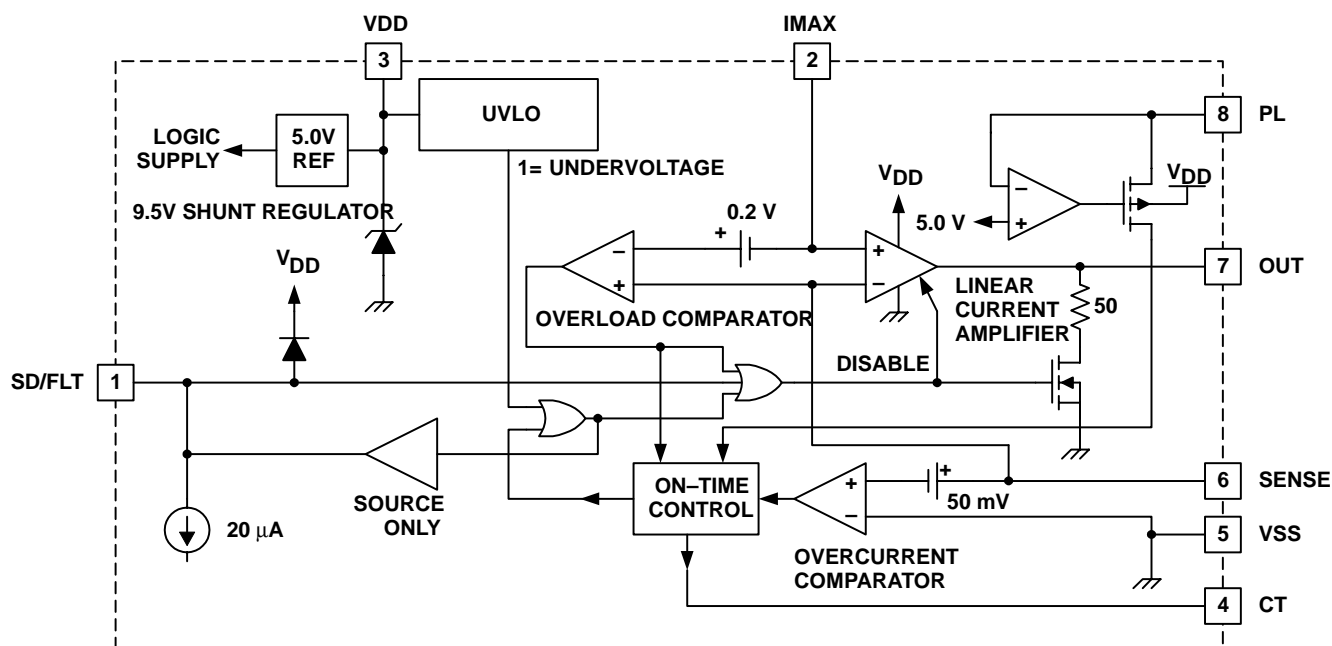 VDD
IMAX
3
2
UVLO
8
PL
LOGIC
SUPPLY
5.0V
REF
1= UNDERVOLTAGE
VDD
VDD
9.5V SHUNT REGULATOR
0.2 V
+
−
+
5.0 V
VDD
−
+
+
−
7
OUT
OVERLOAD COMPARATOR
LINEAR
CURRENT
AMPLIFIER
50
DISABLE
SD/FLT
1
SOURCE
ONLY
ON–TIME
CONTROL
+
−
+
50 mV
6
SENSE
20 μA
5
VSS
OVERCURRENT
COMPARATOR
4
CT